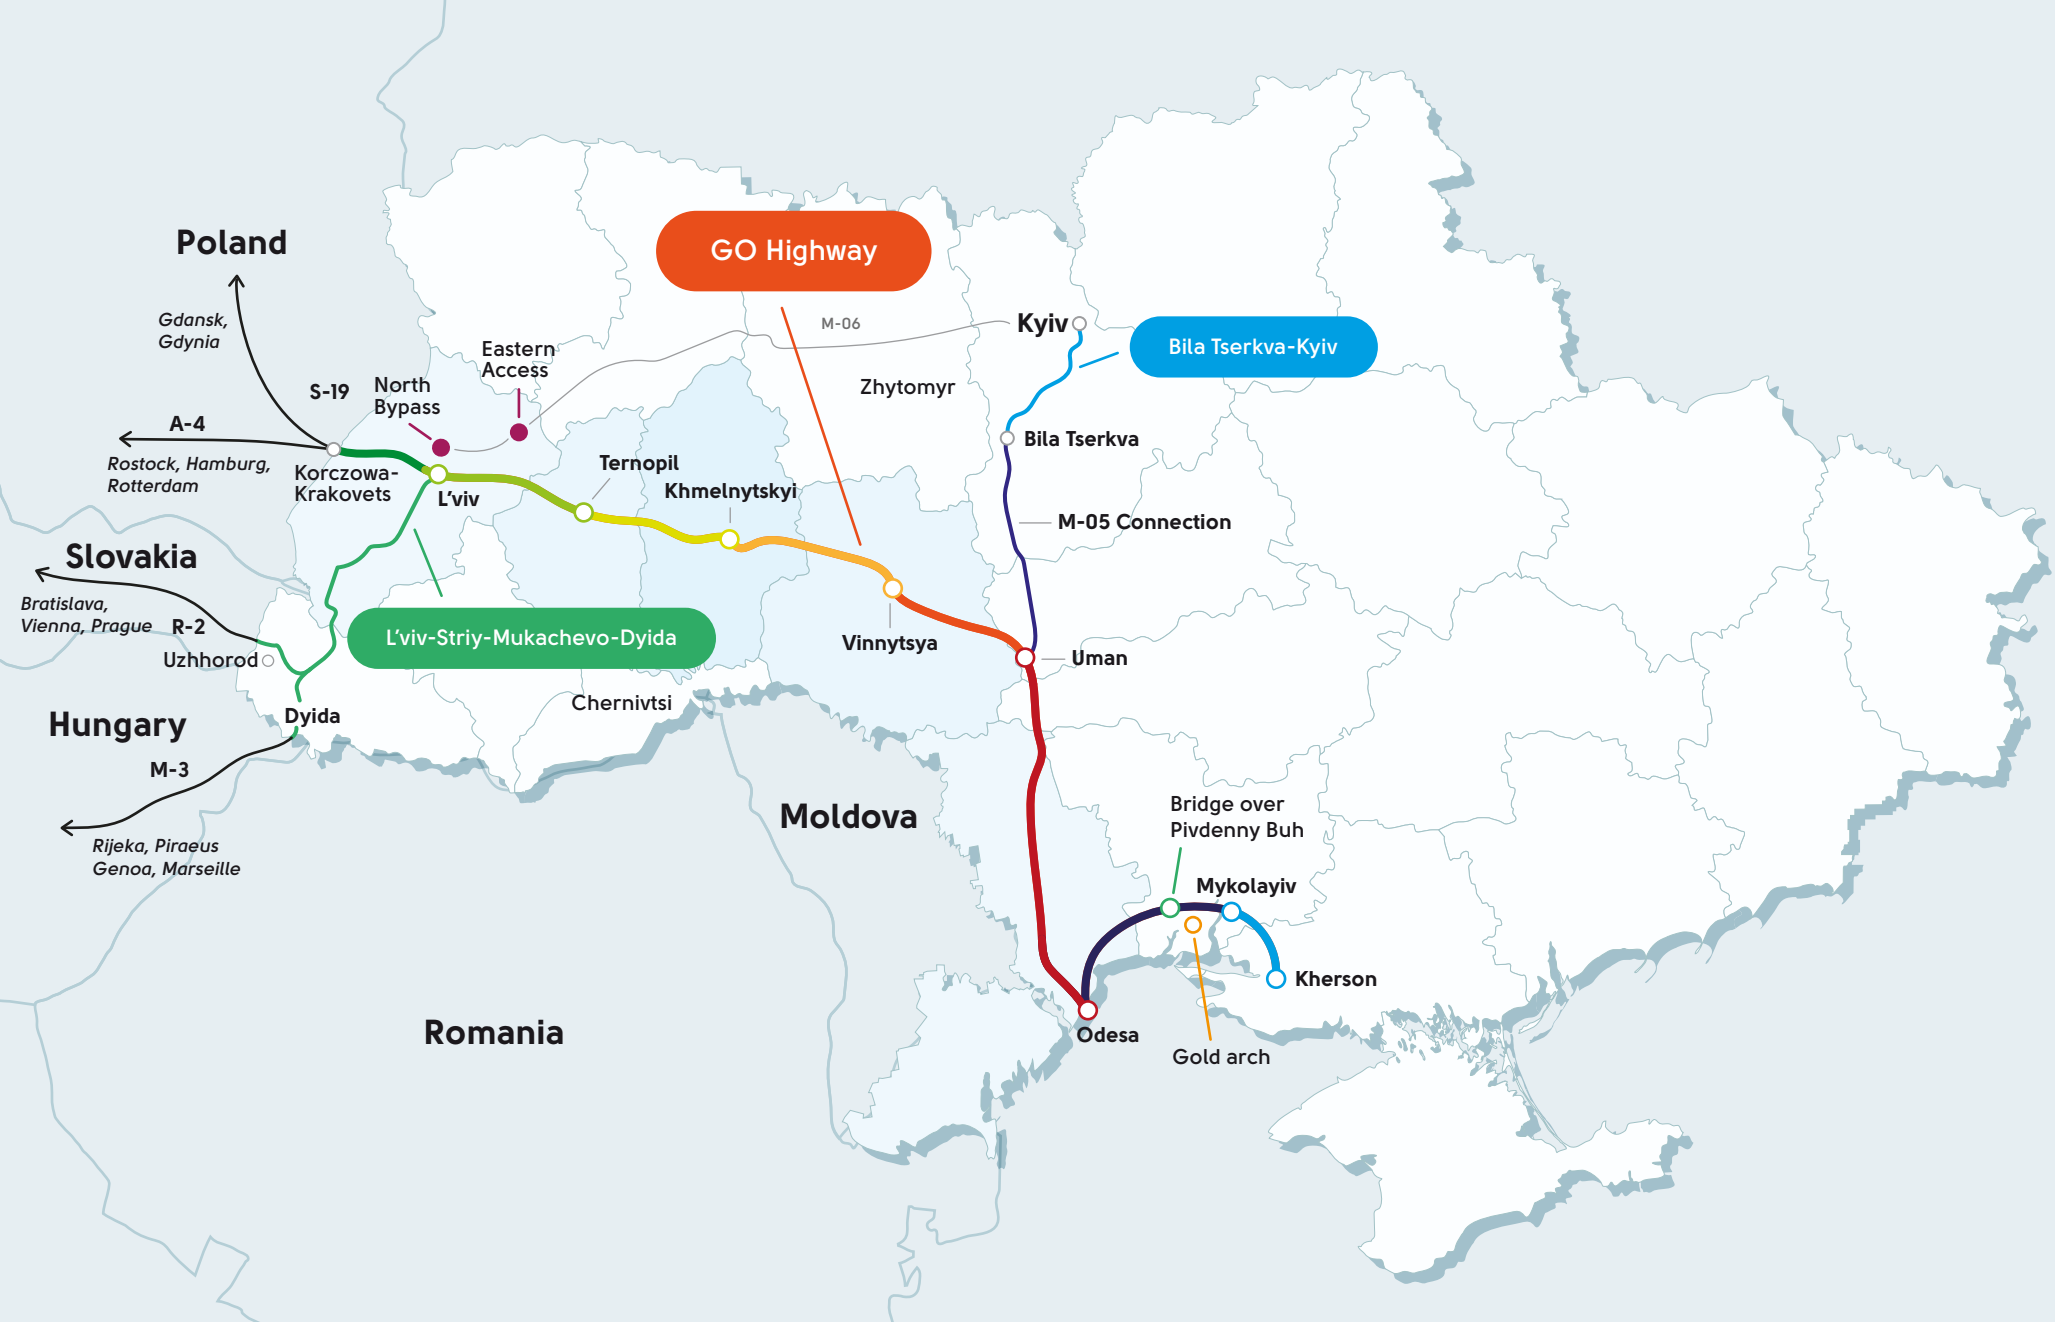 Poland
GO Highway
Gdansk,
Gdynia
M-06
Kyiv
Bila Tserkva-Kyiv
Eastern
Access
North
Bypass
S-19
Zhytomyr
A-4
Bila Tserkva
Rostock, Hamburg,
Rotterdam
Korczowa-
Krakovets
L'viv
Ternopil
Khmelnytskyi
M-05 Connection
Slovakia
Bratislava,
Vienna, Prague
R-2
L'viv-Striy-Mukachevo-Dyida
Vinnytsya
Uman
Uzhhorod
Chernivtsi
Hungary
Dyida
M-3
Moldova
Bridge over
Pivdenny Buh
Rijeka, Piraeus
Genoa, Marseille
Mykolayiv
Kherson
Romania
Odesa
Gold arch